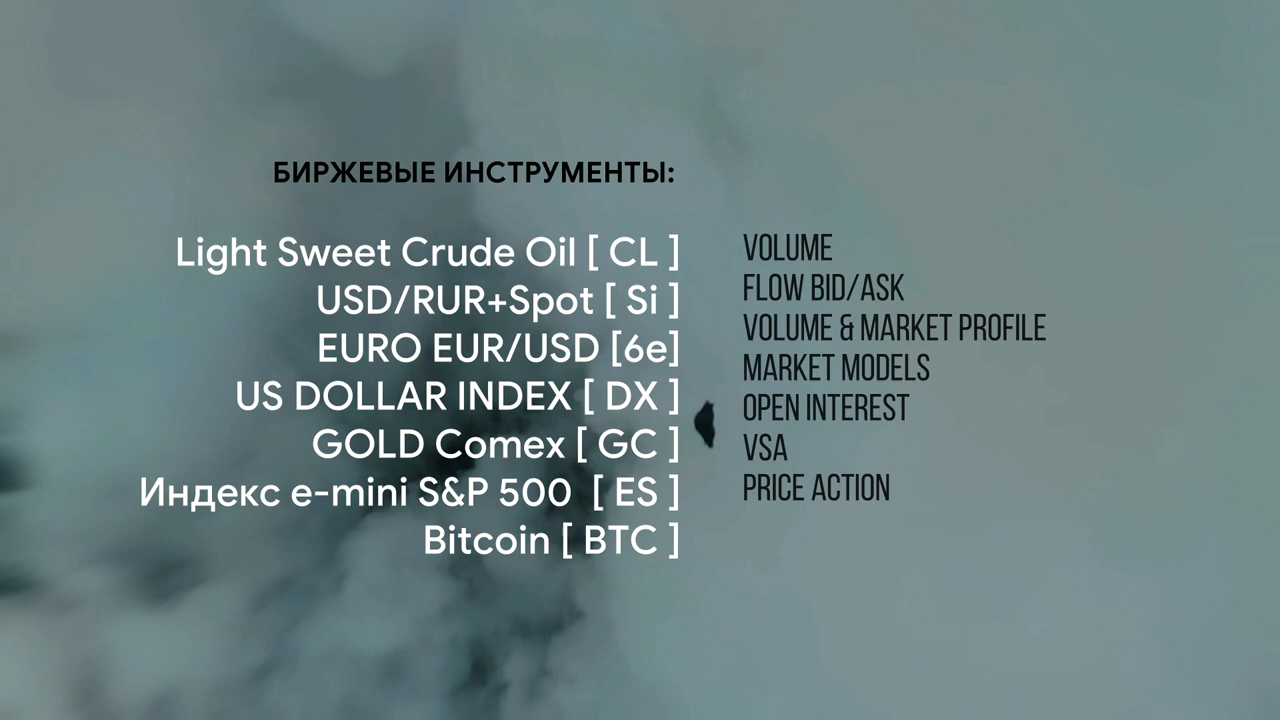 БИРЖЕВЫЕ ИНСТРУМЕНТЫ:
Light Sweet Crude Oil [ CL ]
USD/RUR+Spot [ Si ]
EURO EUR/USD [6e]
US DOLLAR INDEX [ DX ]
GOLD Comex [ GC ]
Индекс e-mini S&P 500 [ ES ]
Bitcoin [ BTC ]
VOLUME
FLOW BID/ASK
VOLUME & MARKET PROFILE
MARKET MODELS
OPEN INTEREST
VSA
PRICE ACTION